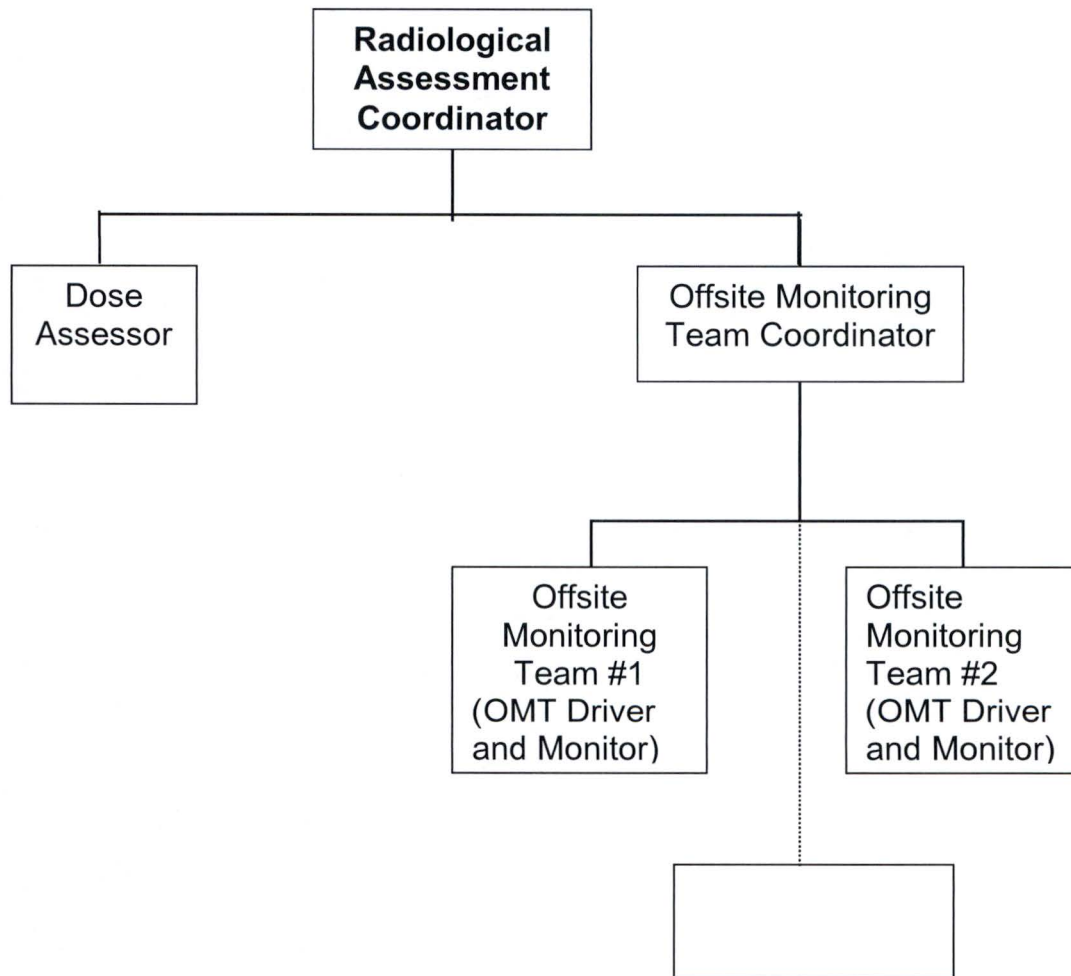 Radiological
Assessment
Coordinator
Dose
Assessor
Offsite Monitoring
Team Coordinator
Offsite
Monitoring
Team #1
(OMT Driver
and Monitor)
Offsite
Monitoring
Team #2
(OMT Driver
and Monitor)